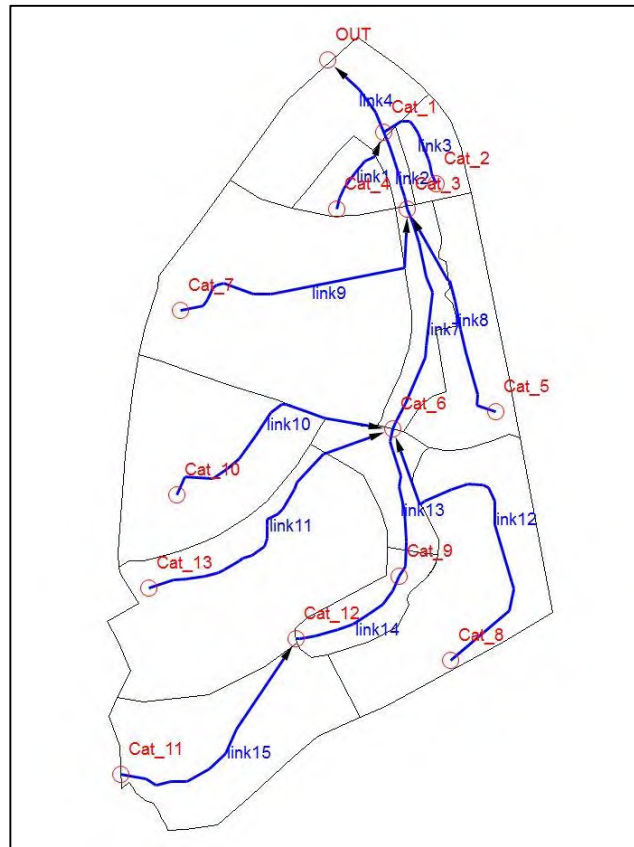 OUT
link4
Cat_1
link3
Cat_2
link1
Cat_4
link2
Cat_3
Cat_7
link9
link7
link8
Cat_5
Cat_6
link10
Cat_10
link11
link13
link12
Cat_13
Cat_9
Cat_12
link14
Cat_8
Cat_11
link15